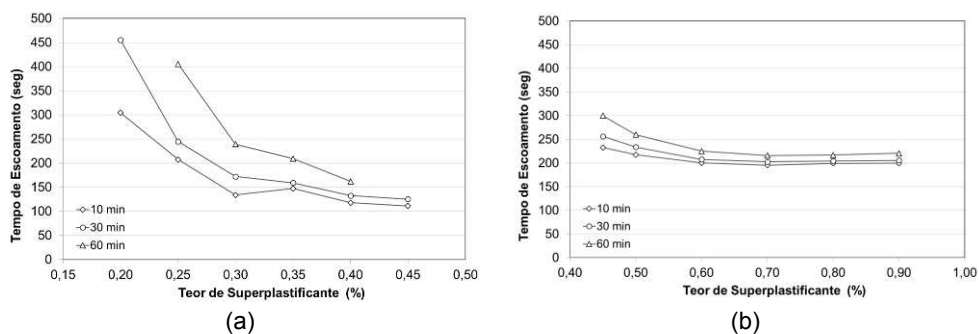 500
450
400
350
300
250
200
150
100
50
0
Tempo de Escoamento (seg)
10 min
30 min
60 min
0,15 0,20 0,25 0,30 0,35 0,40 0,45 0,50
Teor de Superplastificante (%)
(a)
500
450
400
350
300
250
200
150
100
50
0
Tempo de Escoamento (seg)
10 min
30 min
60 min
0,40 0,50 0,60 0,70 0,80 0,90 1,00
Teor de Superplastificante (%)
(b)